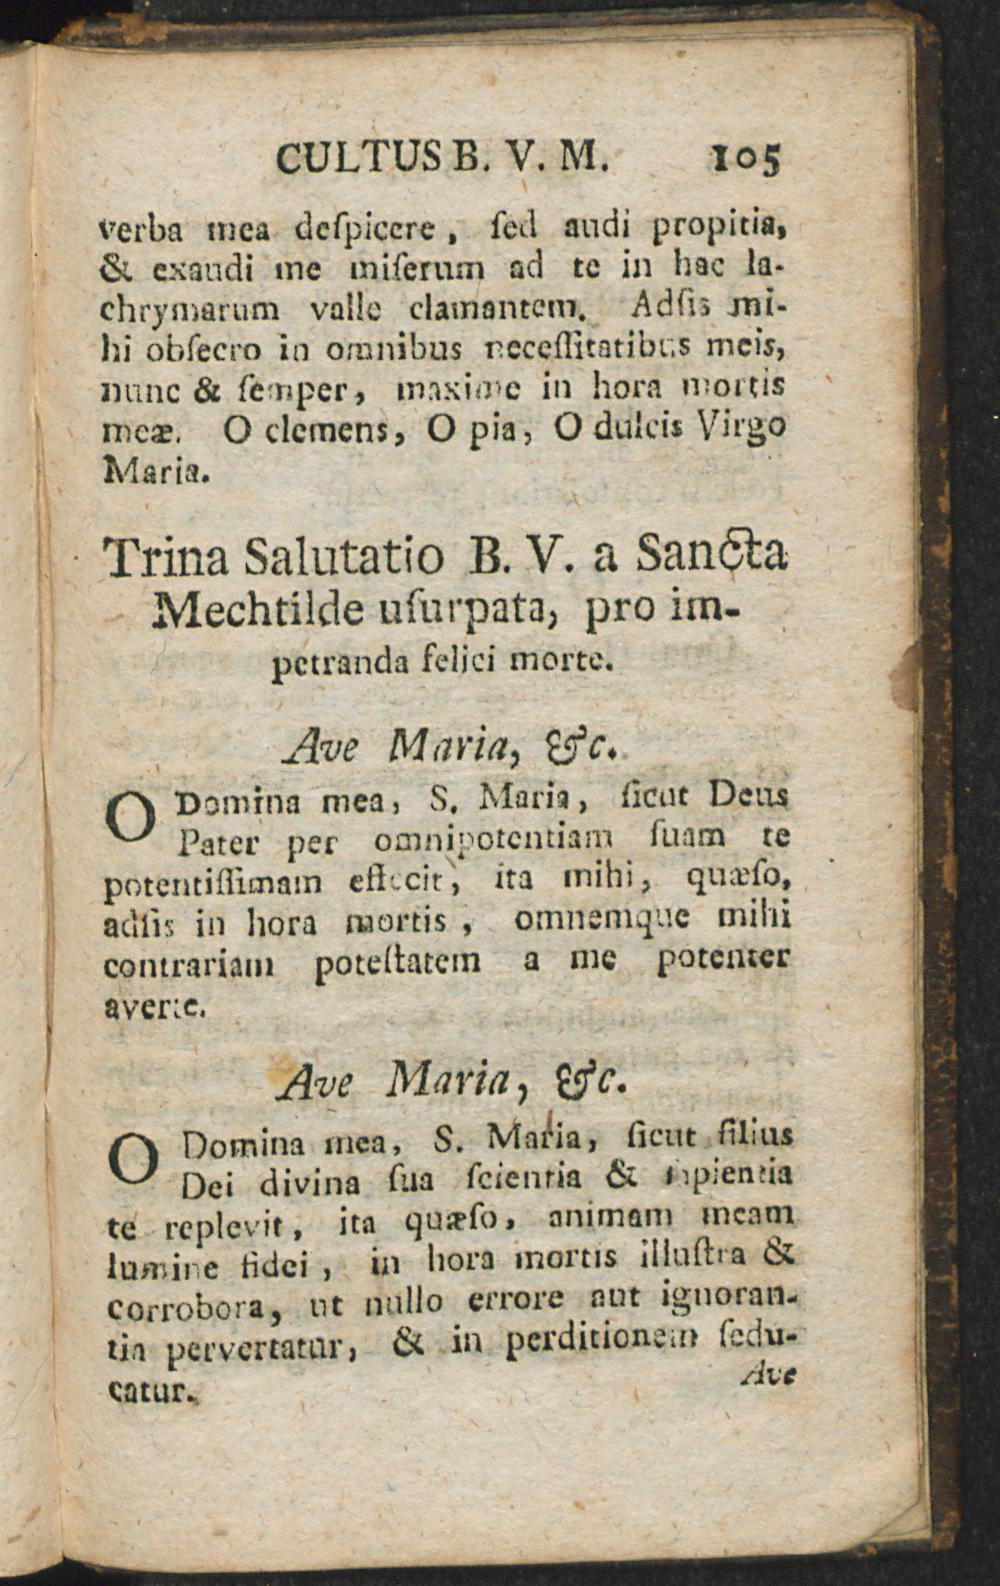 CULTUS B. V. M. 105
verba mea deſpicere, ſed audi propitia,
& exaudi me miſerum ad te in hac la-
chrymarum valle clamantem. Adſis mi-
hi obſecro in omnibus neceſſitatibus meis,
nunc & ſemper, maxime in hora mortis
meæ. O clemens, O pia, O dulcis Virgo
Maria.
Trina Salutatio B. V. a Sancta
Mechtilde uſurpata, pro im-
petranda felici morte.
Ave Maria, &c.
O Domina mea, S. Maria, ſicut Deus
Pater per omnipotentiam ſuam te
potentiſſimam effecit, ita mihi, quæſo,
adſis in hora mortis, omnemque mihi
contrariam poteſtatem a me potenter
averte.
Ave Maria, &c.
O Domina mea, S. Maria, ſicut filius
Dei divina ſua ſcientia & ſapientia
te replevit, ita quæſo, animam meam
lumine fidei, in hora mortis illuſtra &
corrobora, ut nullo errore aut ignoran-
tia pervertatur, & in perditionem ſedu-
catur.
Ave